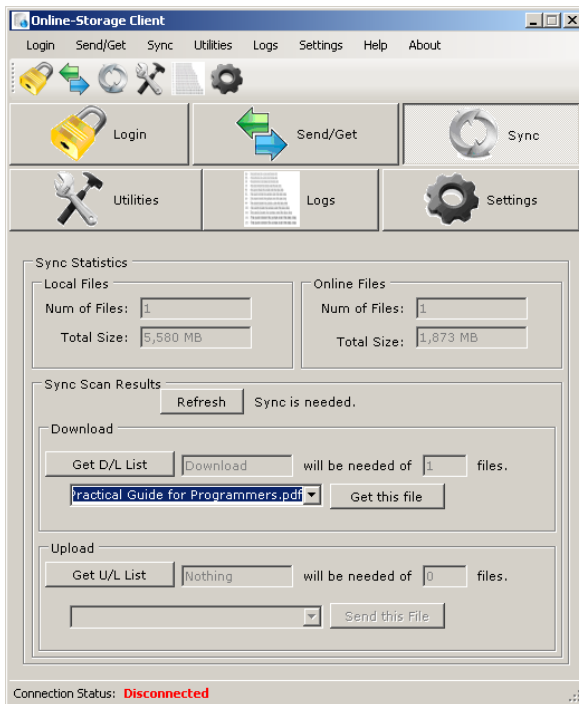 Online-Storage Client
Login Send/Get Sync Utilities Logs Settings Help About
Login Send/Get Sync
Utilities Logs Settings
Sync Statistics
Local Files
Num of Files: 1
Total Size: 5,580 MB
Online Files
Num of Files: 1
Total Size: 1,873 MB
Sync Scan Results
Refresh Sync is needed.
Download
Get D/L List Download will be needed of 1 files.
Practical Guide for Programmers.pdf Get this file
Upload
Get U/L List Nothing will be needed of 0 files.
Send this File
Connection Status: Disconnected